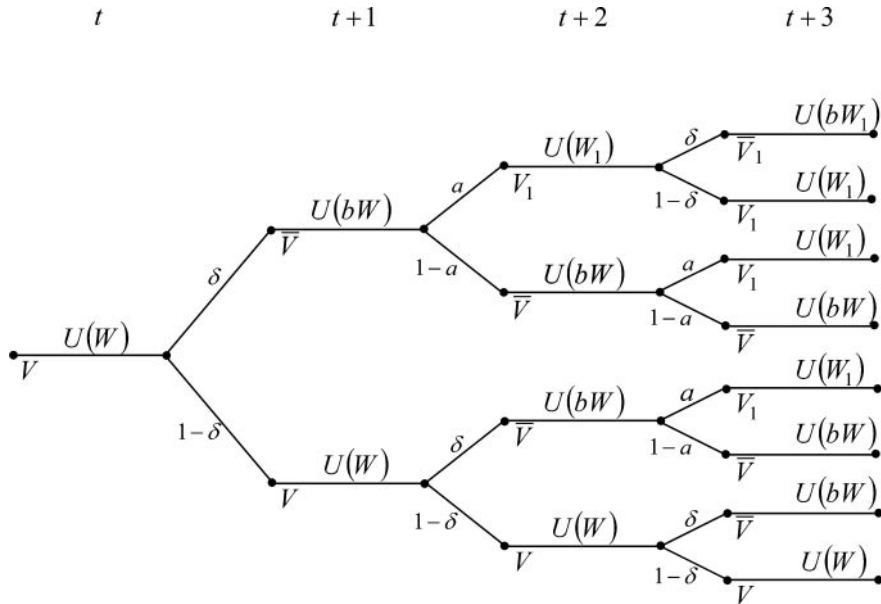 t t+1 t+2 t+3
U(bW₁)
δ V̅₁
U(W₁)
a V₁ 1−δ U(W₁)
V₁
U(bW) U(W₁)
V̅ 1−a a V₁
U(bW)
δ V̅ 1−a U(bW)
V̅
U(W)
V U(W₁)
U(bW) a V₁
1−δ δ V̅ 1−a U(bW)
V̅
U(W)
V 1−δ U(bW)
U(W) δ V̅
V 1−δ U(W)
V